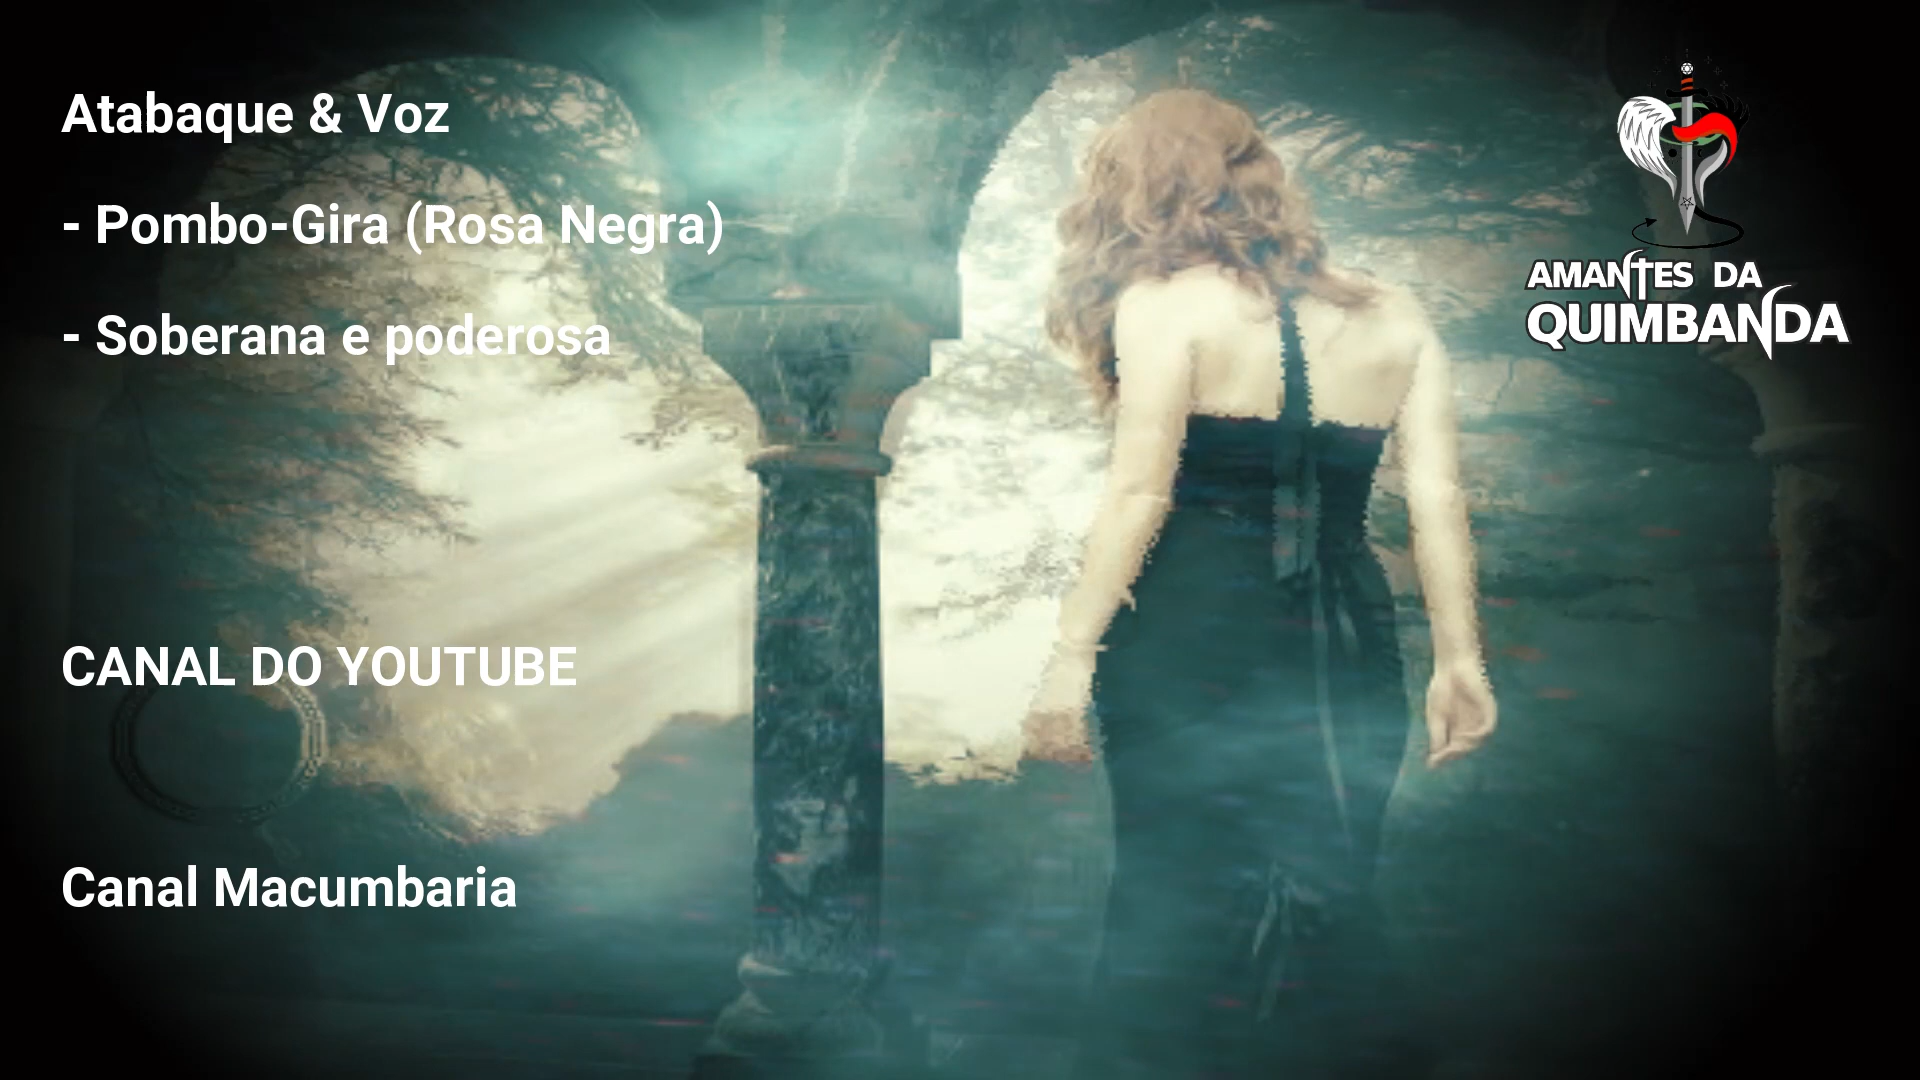 Atabaque & Voz
- Pombo-Gira (Rosa Negra)
- Soberana e poderosa
AMANTES DA
QUIMBANDA
CANAL DO YOUTUBE
Canal Macumbaria